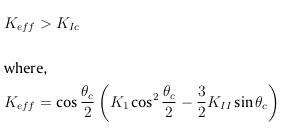 $K_{eff} > K_{Ic}$
where,
$K_{eff} = \cos \frac{\theta_c}{2} \left( K_1 \cos^2 \frac{\theta_c}{2} - \frac{3}{2} K_{II} \sin \theta_c \right)$